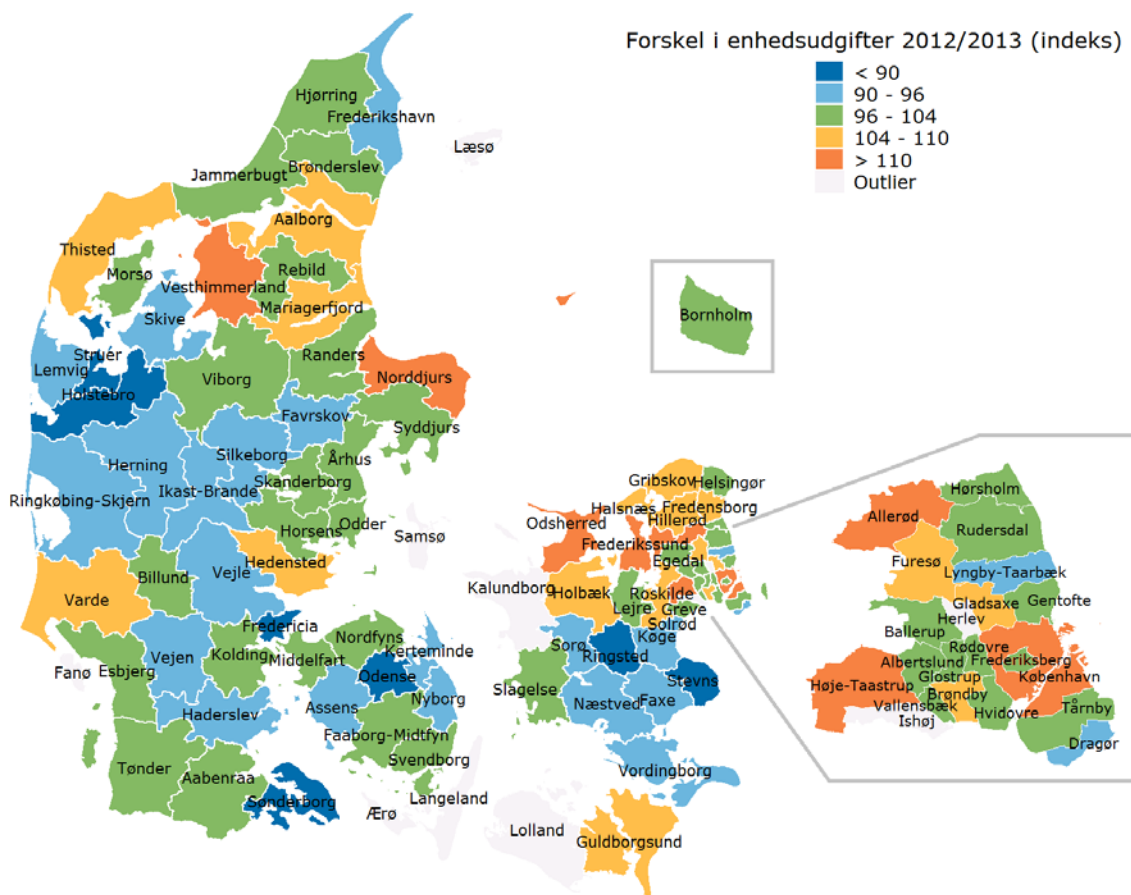 Forskel i enhedsudgifter 2012/2013 (indeks)
< 90
90 - 96
96 - 104
104 - 110
> 110
Outlier
Hjørring
Frederikshavn
Læsø
Brønderslev
Jammerbugt
Aalborg
Thisted
Morsø
Rebild
Vesthimmerland
Mariagerfjord
Skive
Bornholm
Struer
Lemvig
Viborg
Randers
Norddjurs
Holstebro
Favrskov
Syddjurs
Silkeborg
Århus
Herning
Skanderborg
Ikast-Brande
Ringkøbing-Skjern
Horsens
Odder
Samsø
Hedensted
Billund
Vejle
Varde
Fredericia
Nordfyns
Kerteminde
Vejen
Kolding
Middelfart
Esbjerg
Fanø
Odense
Nyborg
Assens
Haderslev
Faaborg-Midtfyn
Svendborg
Tønder
Aabenraa
Langeland
Sønderborg
Ærø
Gribskov
Helsingør
Halsnæs
Fredensborg
Hillerød
Odsherred
Frederikssund
Egedal
Kalundborg
Holbæk
Roskilde
Lejre
Greve
Solrød
Køge
Sorø
Ringsted
Stevns
Slagelse
Næstved
Faxe
Vordingborg
Lolland
Guldborgsund
Hørsholm
Allerød
Rudersdal
Furesø
Lyngby-Taarbæk
Gladsaxe
Gentofte
Herlev
Ballerup
Rødovre
Albertslund
Frederiksberg
Glostrup
København
Høje-Taastrup
Brøndby
Vallensbæk
Hvidovre
Tårnby
Ishøj
Dragør